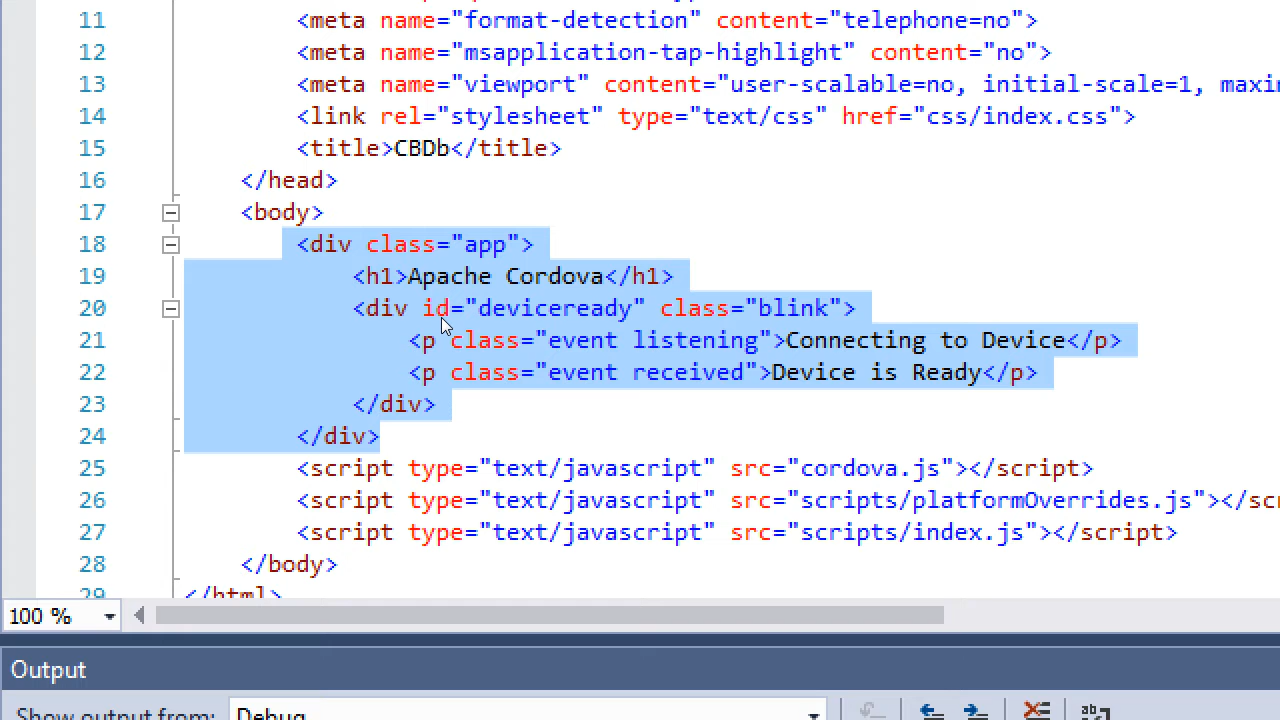 11 <meta name="format-detection" content="telephone=no">
12 <meta name="msapplication-tap-highlight" content="no">
13 <meta name="viewport" content="user-scalable=no, initial-scale=1,
14 <link rel="stylesheet" type="text/css" href="css/index.css">
15 <title>CBDb</title>
16 </head>
17 <body>
18 <div class="app">
19 <h1>Apache Cordova</h1>
20 <div id="deviceready" class="blink">
21 <p class="event listening">Connecting to Device</p>
22 <p class="event received">Device is Ready</p>
23 </div>
24 </div>
25 <script type="text/javascript" src="cordova.js"></script>
26 <script type="text/javascript" src="scripts/platformOverrides.js"></
27 <script type="text/javascript" src="scripts/index.js"></script>
28 </body>
29 </html>
100 %
Output
Show output from: Debug